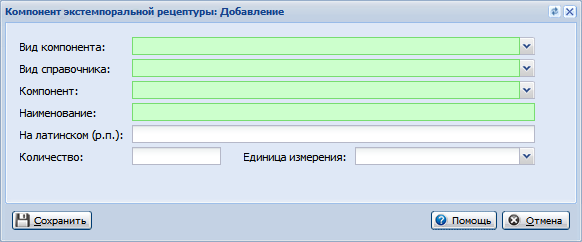 Компонент экстемпоральной рецептуры: Добавление
Вид компонента:
Вид справочника:
Компонент:
Наименование:
На латинском (р.п.):
Количество: Единица измерения:
Сохранить Помощь Отмена